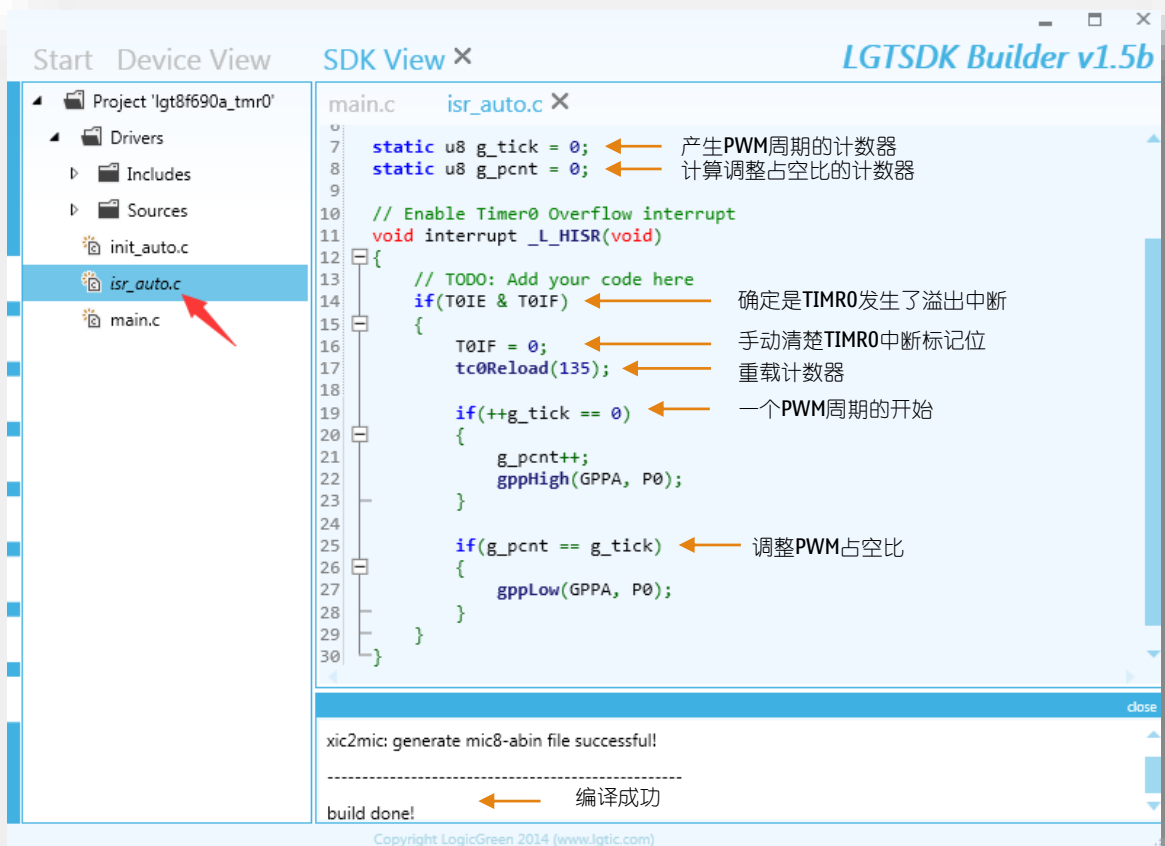 Start Device View SDK View LGTSDK Builder v1.5b
Project 'lgt8f690a_tmr0'
Drivers
Includes
Sources
init_auto.c
isr_auto.c
main.c
main.c isr_auto.c
6
7 static u8 g_tick = 0; 产生PWM周期的计数器
8 static u8 g_pcnt = 0; 计算调整占空比的计数器
9
10 // Enable Timer0 Overflow interrupt
11 void interrupt _L_HISR(void)
12 {
13 // TODO: Add your code here
14 if(T0IE & T0IF) 确定是TIMR0发生了溢出中断
15 {
16 T0IF = 0; 手动清楚TIMR0中断标记位
17 tc0Reload(135); 重载计数器
18
19 if(++g_tick == 0) 一个PWM周期的开始
20 {
21 g_pcnt++;
22 gppHigh(GPPA, P0);
23 }
24
25 if(g_pcnt == g_tick) 调整PWM占空比
26 {
27 gppLow(GPPA, P0);
28 }
29 }
30 }
close
xic2mic: generate mic8-abin file successful!
---------------------------------------------------
build done! 编译成功
Copyright LogicGreen 2014 (www.lgtic.com)